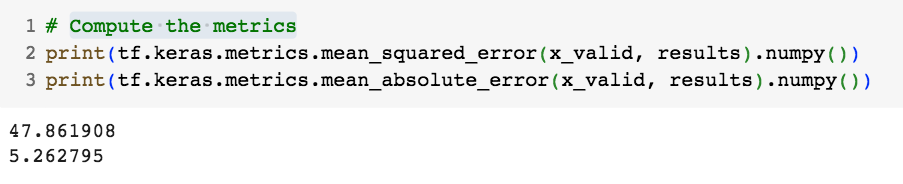 1 # Compute the metrics
2 print(tf.keras.metrics.mean_squared_error(x_valid, results).numpy())
3 print(tf.keras.metrics.mean_absolute_error(x_valid, results).numpy())
47.861908
5.262795